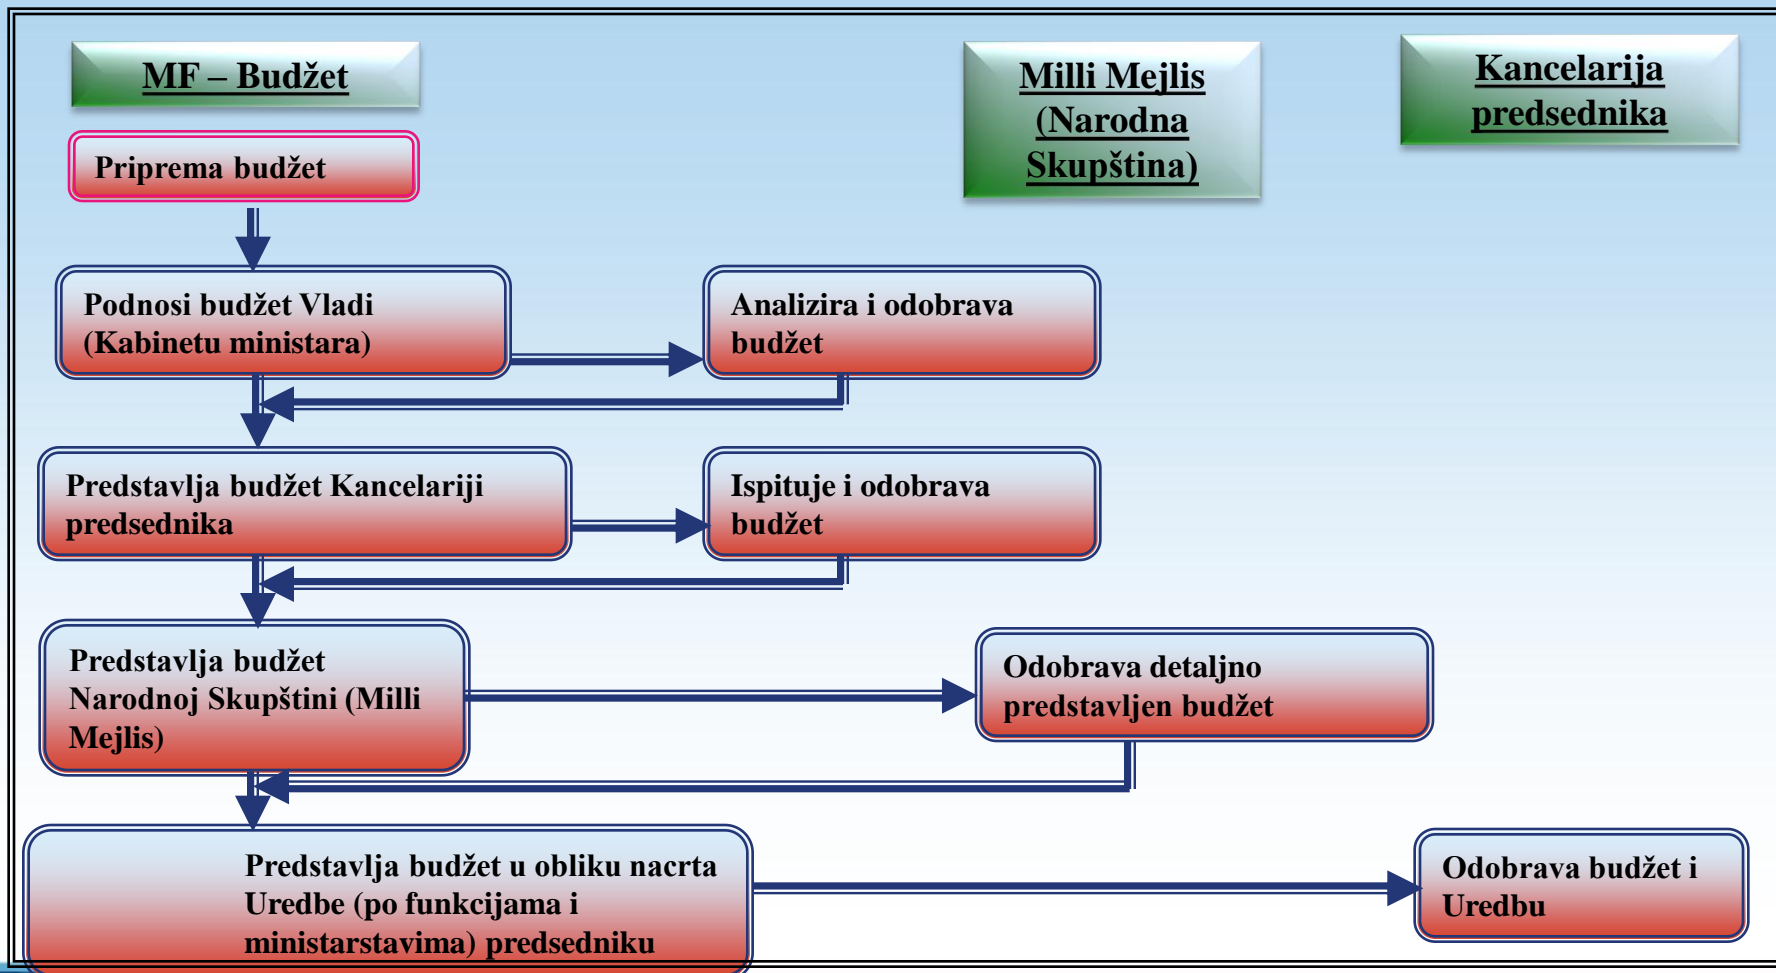 MF – Budžet
Milli Mejlis
(Narodna
Skupština)
Kancelarija
predsednika
Priprema budžet
Podnosi budžet Vladi
(Kabinetu ministara)
Analizira i odobrava
budžet
Predstavlja budžet Kancelariji
predsednika
Ispituje i odobrava
budžet
Predstavlja budžet
Narodnoj Skupštini (Milli
Mejlis)
Odobrava detaljno
predstavljen budžet
Predstavlja budžet u obliku nacrta
Uredbe (po funkcijama i
ministarstavima) predsedniku
Odobrava budžet i
Uredbu